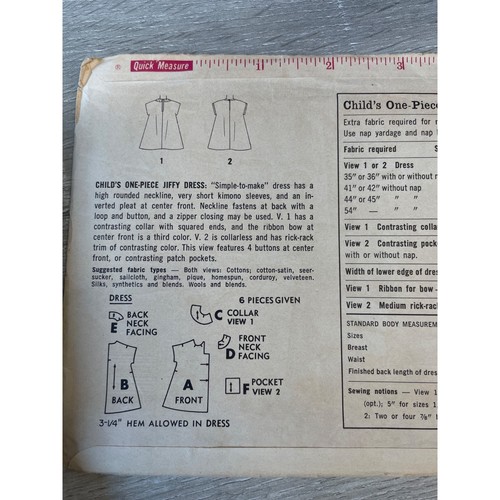 ® Quick Measure 1 2 3
1 2
CHILD'S ONE-PIECE JIFFY DRESS: "Simple-to-make" dress has a
high rounded neckline, very short kimono sleeves, and an in-
verted pleat at center front. Neckline fastens at back with a
loop and button, and a zipper closing may be used. V. 1 has a
contrasting collar with squared ends, and the ribbon bow at
center front is a third color. V. 2 is collarless and has rick-rack
trim of contrasting color. This view features 4 buttons at center
front, or contrasting patch pockets.
Suggested fabric types — Both views: Cottons; cotton-satin, seer-
sucker, sailcloth, gingham, pique, homespun, corduroy, velveteen.
Silks, synthetics and blends. Wools and blends.
DRESS 6 PIECES GIVEN
E BACK
NECK
FACING
C COLLAR
VIEW 1
D FRONT
NECK
FACING
B
BACK
A
FRONT
F POCKET
VIEW 2
3-1/4" HEM ALLOWED IN DRESS
Child's One-Piece
Extra fabric required for
Use nap yardage and nap
Fabric required S
View 1 or 2 Dress
35" or 36" with or without
41" or 42" without nap
44" or 45" " "
54" — " "
View 1 Contrasting colla
View 2 Contrasting pock
with or without nap.
Width of lower edge of dres
View 1 Ribbon for bow -
View 2 Medium rick-rac
STANDARD BODY MEASUREM
Sizes
Breast
Waist
Finished back length of dres
Sewing notions — View 1
(opt.); 5" for sizes 1
2: Two or four ⅞"